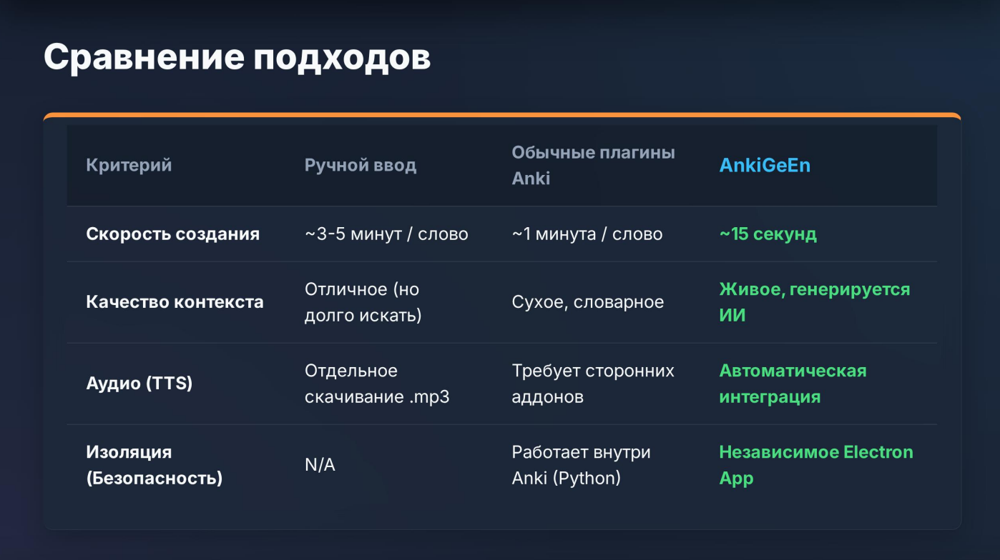 Сравнение подходов
Критерий
Ручной ввод
Обычные плагины
Anki
AnkiGeEn
Скорость создания
~3-5 минут / слово
~1 минута / слово
~15 секунд
Качество контекста
Отличное (но
долго искать)
Сухое, словарное
Живое, генерируется
ИИ
Аудио (TTS)
Отдельное
скачивание .mp3
Требует сторонних
аддонов
Автоматическая
интеграция
Изоляция
(Безопасность)
N/A
Работает внутри
Anki (Python)
Независимое Electron
App